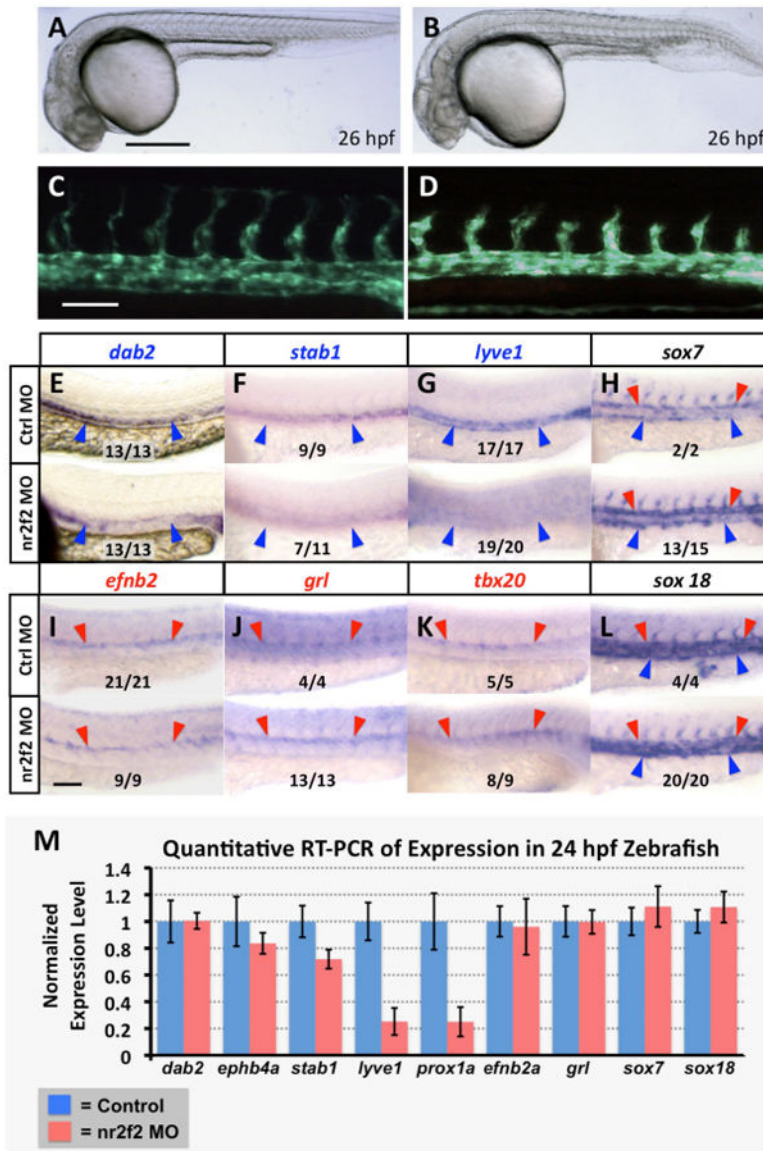 A
B
26 hpf
26 hpf
C
D
dab2 stab1 lyve1 sox7
Ctrl MO
E F G H
13/13 9/9 17/17 2/2
nr2f2 MO
13/13 7/11 19/20 13/15
efnb2 grl tbx20 sox 18
Ctrl MO
I J K L
21/21 4/4 5/5 4/4
nr2f2 MO
9/9 13/13 8/9 20/20
M Quantitative RT-PCR of Expression in 24 hpf Zebrafish
Normalized
Expression Level
1.4
1.2
1
0.8
0.6
0.4
0.2
0
dab2 ephb4a stab1 lyve1 prox1a efnb2a grl sox7 sox18
= Control
= nr2f2 MO